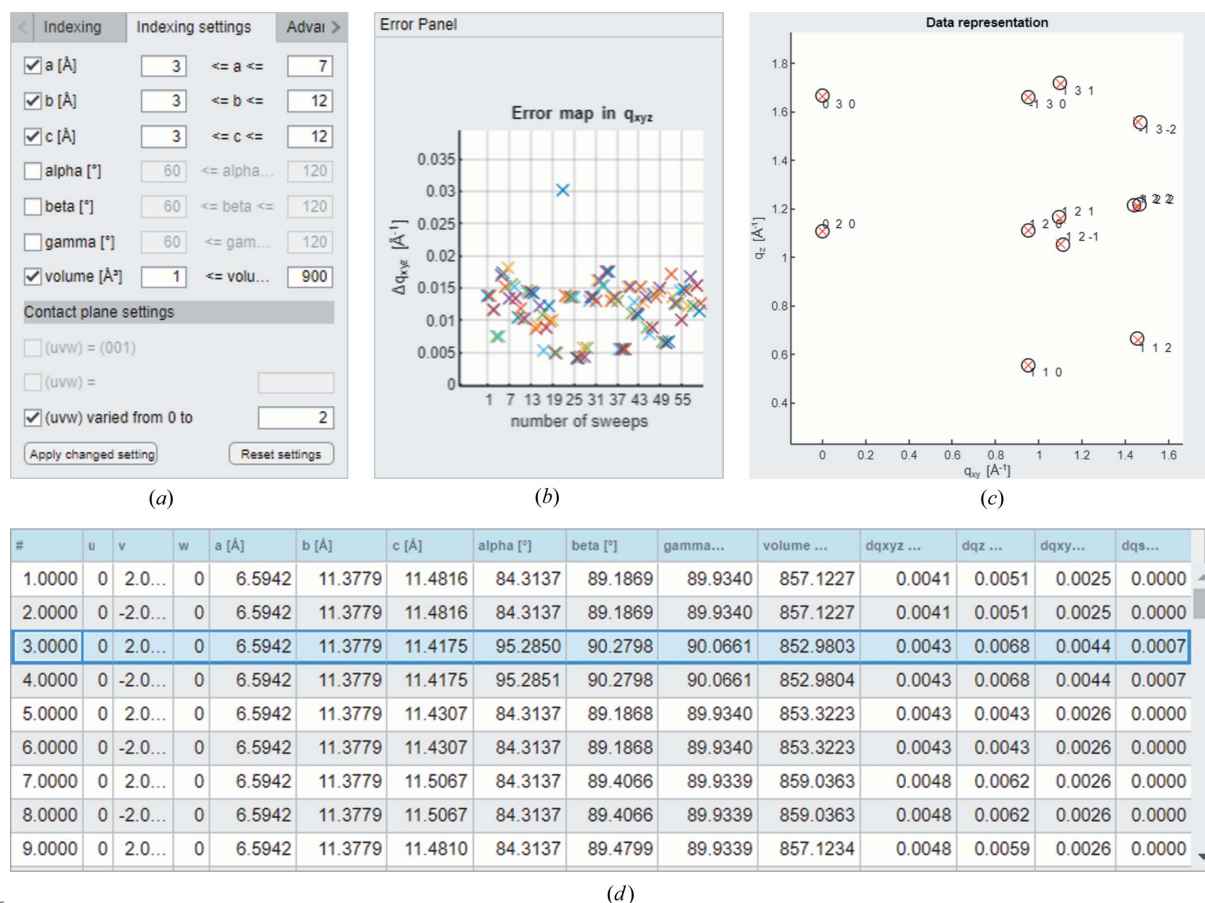 Indexing Indexing settings Advai
a [Å] 3 <= a <= 7
b [Å] 3 <= b <= 12
c [Å] 3 <= c <= 12
alpha [°] 60 <= alpha... 120
beta [°] 60 <= beta <= 120
gamma [°] 60 <= gam... 120
volume [Å³] 1 <= volu... 900
Contact plane settings
(uvw) = (001)
(uvw) =
(uvw) varied from 0 to 2
Apply changed setting Reset settings
(a)
Error Panel
Error map in qxyz
Δqxyz [Å-1]
0.035
0.03
0.025
0.02
0.015
0.01
0.005
0
1 7 13 19 25 31 37 43 49 55
number of sweeps
(b)
Data representation
qz [Å-1]
1.8
1.6
1.4
1.2
1
0.8
0.6
0.4
0 3 0
-1 3 0
1 3 1
-1 3 -2
0 2 0
1 2 0
1 2 1
1 2 -1
1 1 0
1 1 2
0 0.2 0.4 0.6 0.8 1 1.2 1.4 1.6
qxy [Å-1]
(c)
# u v w a [Å] b [Å] c [Å] alpha [°] beta [°] gamma... volume ... dqxyz ... dqz ... dqxy... dqs...
1.0000 0 2.0... 0 6.5942 11.3779 11.4816 84.3137 89.1869 89.9340 857.1227 0.0041 0.0051 0.0025 0.0000
2.0000 0 -2.0... 0 6.5942 11.3779 11.4816 84.3137 89.1869 89.9340 857.1227 0.0041 0.0051 0.0025 0.0000
3.0000 0 2.0... 0 6.5942 11.3779 11.4175 95.2850 90.2798 90.0661 852.9803 0.0043 0.0068 0.0044 0.0007
4.0000 0 -2.0... 0 6.5942 11.3779 11.4175 95.2851 90.2798 90.0661 852.9804 0.0043 0.0068 0.0044 0.0007
5.0000 0 2.0... 0 6.5942 11.3779 11.4307 84.3137 89.1868 89.9340 853.3223 0.0043 0.0043 0.0026 0.0000
6.0000 0 -2.0... 0 6.5942 11.3779 11.4307 84.3137 89.1868 89.9340 853.3223 0.0043 0.0043 0.0026 0.0000
7.0000 0 2.0... 0 6.5942 11.3779 11.5067 84.3137 89.4066 89.9339 859.0363 0.0048 0.0062 0.0026 0.0000
8.0000 0 -2.0... 0 6.5942 11.3779 11.5067 84.3137 89.4066 89.9339 859.0363 0.0048 0.0062 0.0026 0.0000
9.0000 0 2.0... 0 6.5942 11.3779 11.4810 84.3137 89.4799 89.9339 857.1234 0.0048 0.0059 0.0026 0.0000
(d)